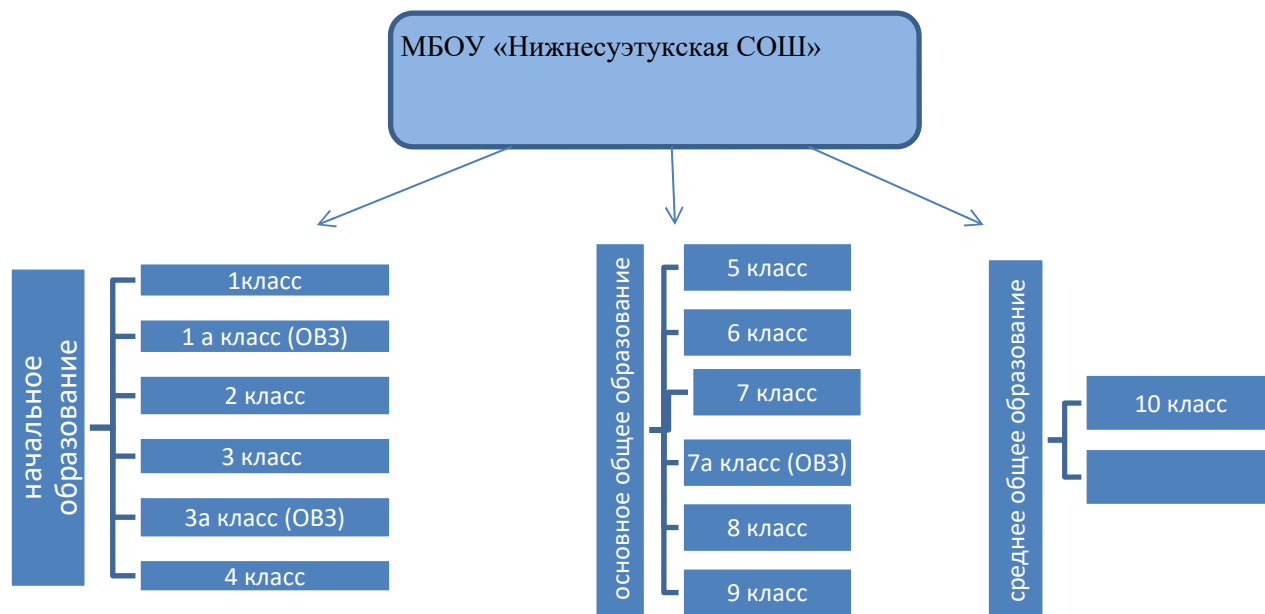 МБОУ «Нижнесуэтукская СОШ»
начальное
образование
1класс
1 а класс (ОВЗ)
2 класс
3 класс
3а класс (ОВЗ)
4 класс
основное общее образование
5 класс
6 класс
7 класс
7а класс (ОВЗ)
8 класс
9 класс
среднее общее образование
10 класс